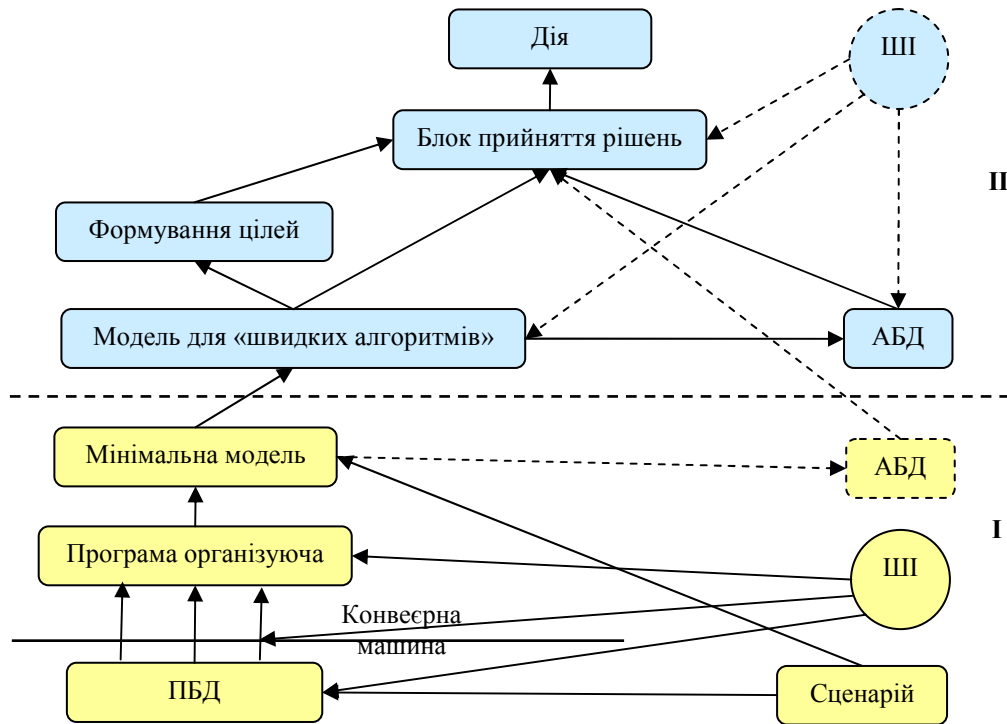 Дія
ШІ
Блок прийняття рішень
II
Формування цілей
Модель для «швидких алгоритмів»
АБД
Мінімальна модель
АБД
I
Програма організуюча
ШІ
Конвеєрна
машина
ПБД
Сценарій